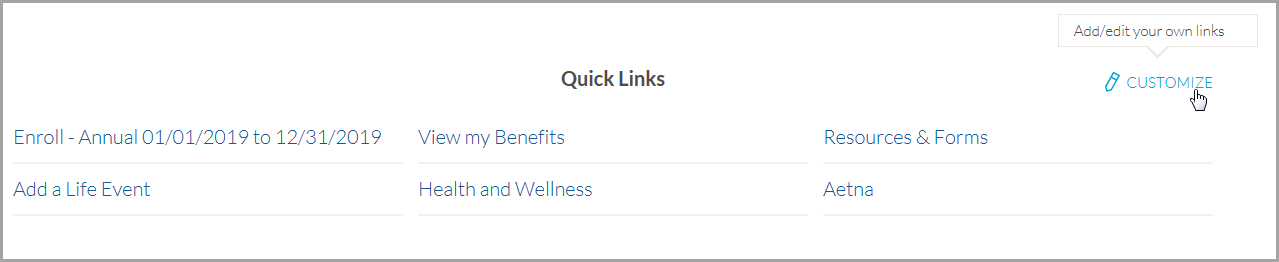 Add/edit your own links
Quick Links
CUSTOMIZE
Enroll - Annual 01/01/2019 to 12/31/2019
View my Benefits
Resources & Forms
Add a Life Event
Health and Wellness
Aetna